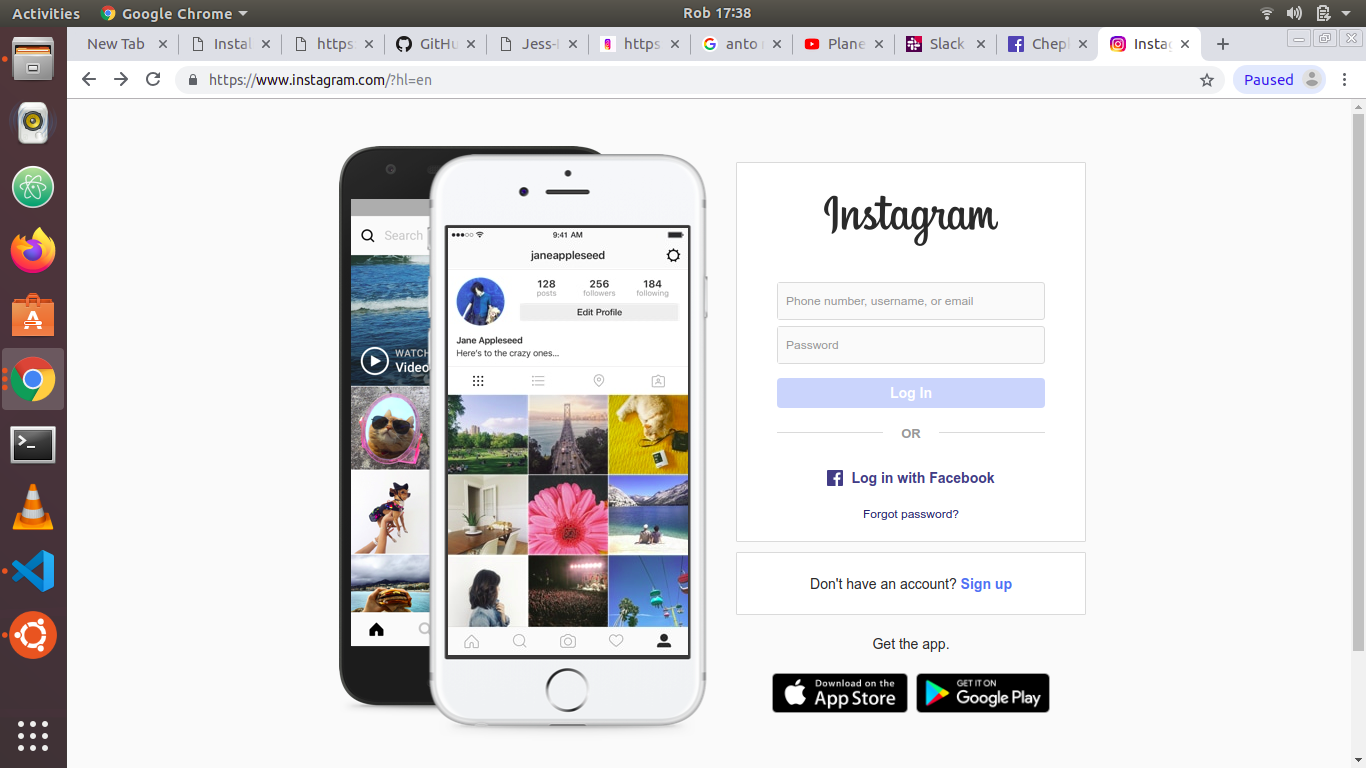 Activities
Google Chrome
Rob 17:38
New Tab
Instal
https:
GitHu
Jess-
https
anto
Plane
Slack
Chep
Insta
https://www.instagram.com/?hl=en
Paused
Search
WATCH
Video
9:41 AM
janeappleseed
128
256
184
posts
followers
following
Edit Profile
Jane Appleseed
Here's to the crazy ones...
Instagram
Phone number, username, or email
Password
Log In
OR
Log in with Facebook
Forgot password?
Don't have an account? Sign up
Get the app.
Download on the
App Store
GET IT ON
Google Play